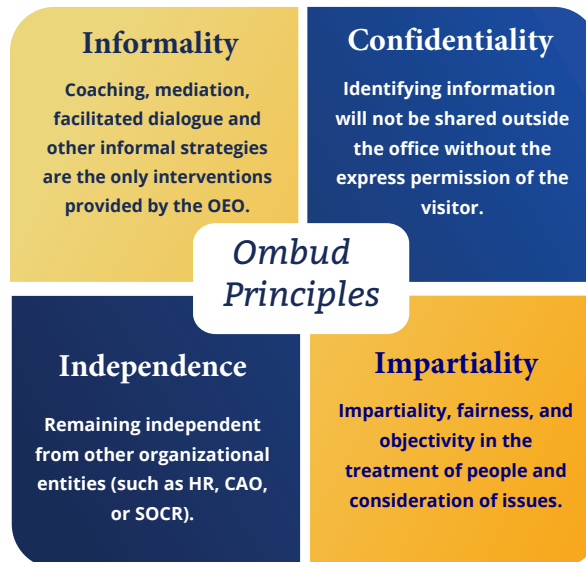 Informality
Coaching, mediation,
facilitated dialogue and
other informal strategies
are the only interventions
provided by the OEO.
Confidentiality
Identifying information
will not be shared outside
the office without the
express permission of the
visitor.
Ombud
Principles
Independence
Remaining independent
from other organizational
entities (such as HR, CAO,
or SOCR).
Impartiality
Impartiality, fairness, and
objectivity in the
treatment of people and
consideration of issues.